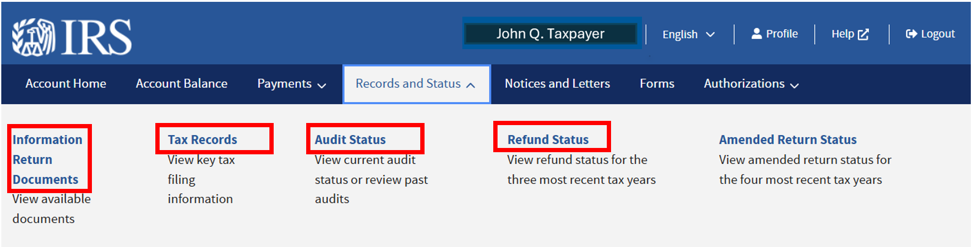 IRS
John Q. Taxpayer
English
Profile
Help
Logout
Account Home
Account Balance
Payments
Records and Status
Notices and Letters
Forms
Authorizations
Information
Return
Documents
View available
documents
Tax Records
View key tax
filing
information
Audit Status
View current audit
status or review past
audits
Refund Status
View refund status for the
three most recent tax years
Amended Return Status
View amended return status for
the four most recent tax years